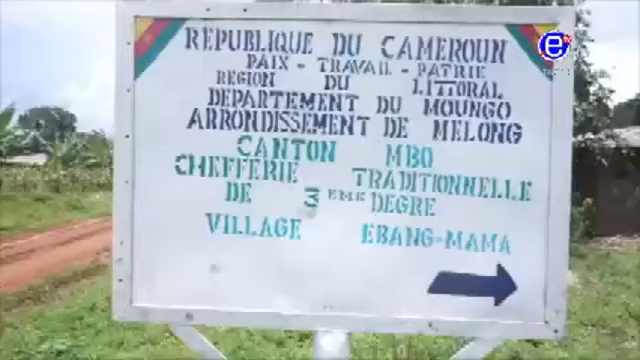 REPUBLIQUE DU CAMEROUN
PAIX - TRAVAIL - PATRIE
REGION DU LITTORAL
DEPARTEMENT DU MOUNGO
ARRONDISSEMENT DE MELONG
CANTON MBO
CHEFFERIE TRADITIONNELLE
DE 3EME DEGRE
VILLAGE EBANG-MAMA